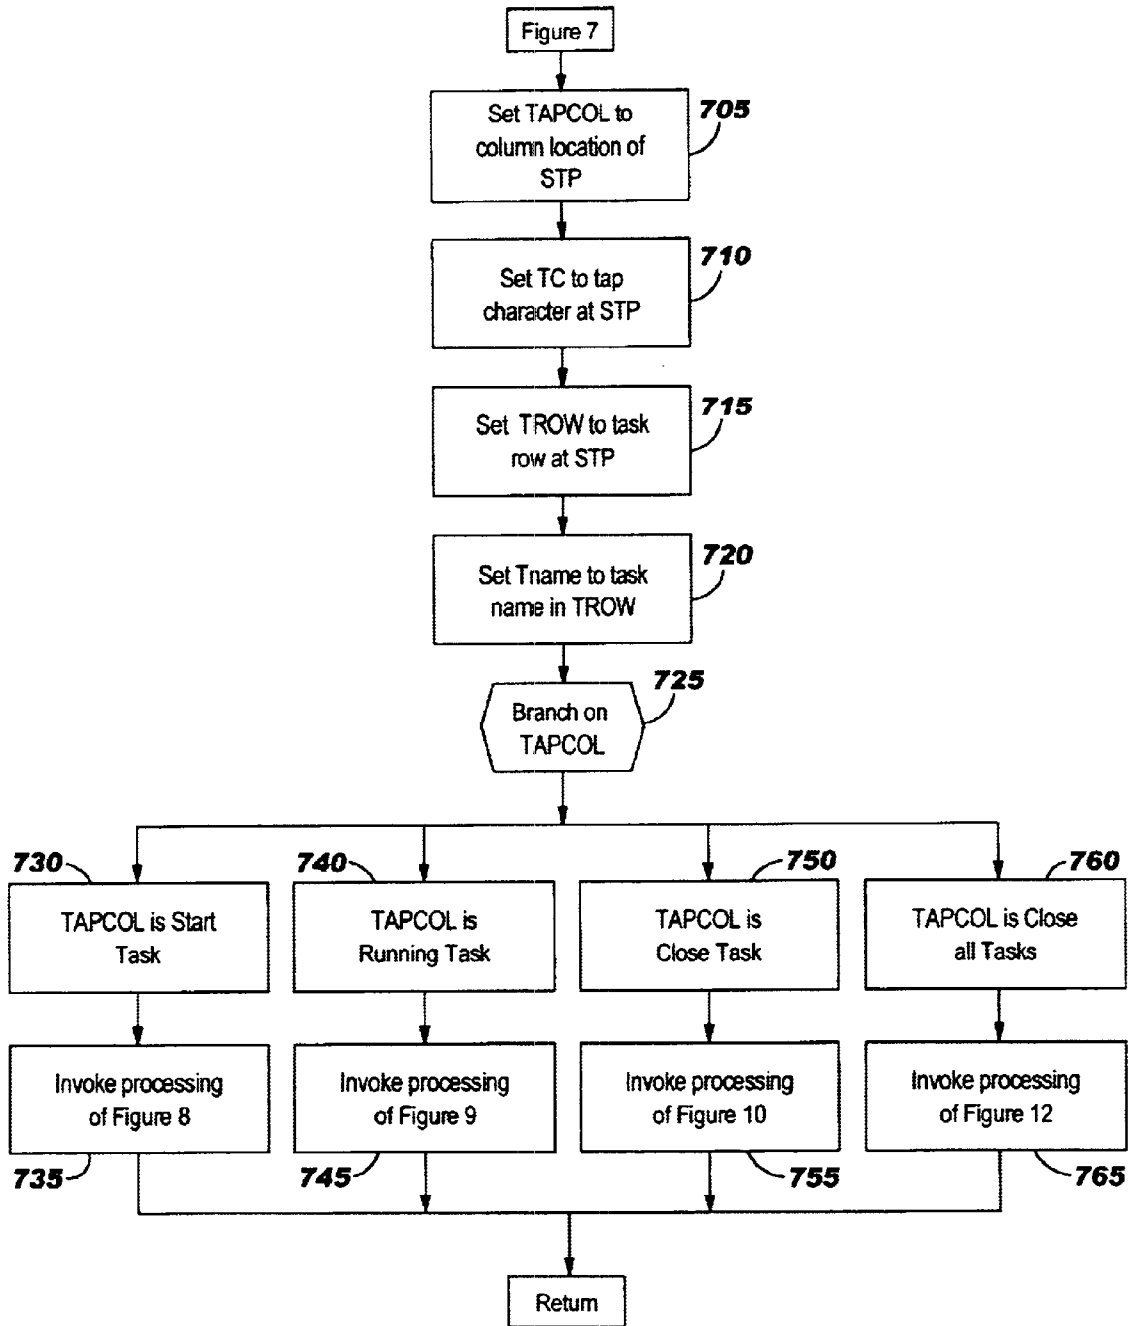 Figure 7
Set TAPCOL to
column location of
STP
705
Set TC to tap
character at STP
710
Set TROW to task
row at STP
715
Set Tname to task
name in TROW
720
Branch on
TAPCOL
725
730
TAPCOL is Start
Task
740
TAPCOL is
Running Task
750
TAPCOL is
Close Task
760
TAPCOL is Close
all Tasks
Invoke processing
of Figure 8
735
Invoke processing
of Figure 9
745
Invoke processing
of Figure 10
755
Invoke processing
of Figure 12
765
Return